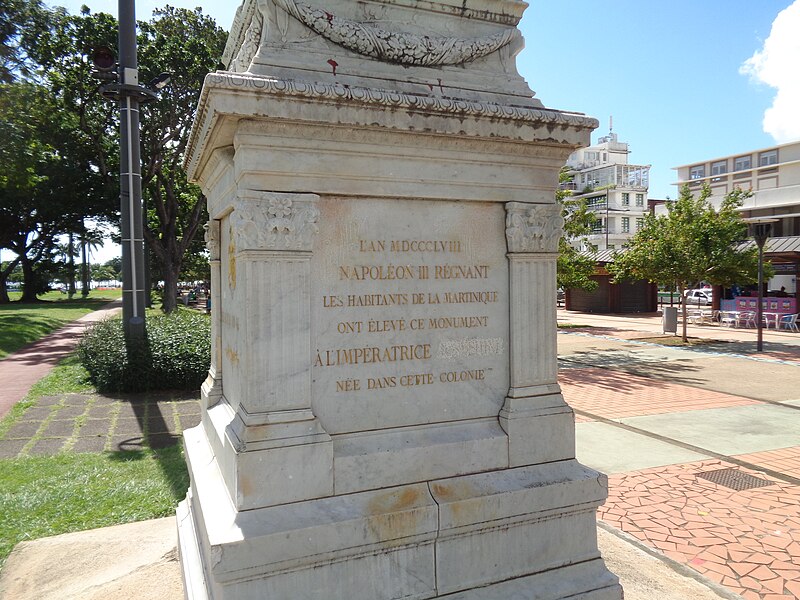 L'AN MDCCCLVIII
NAPOLÉON III RÉGNANT
LES HABITANTS DE LA MARTINIQUE
ONT ÉLEVÉ CE MONUMENT
À L'IMPÉRATRICE
NÉE DANS CETTE COLONIE